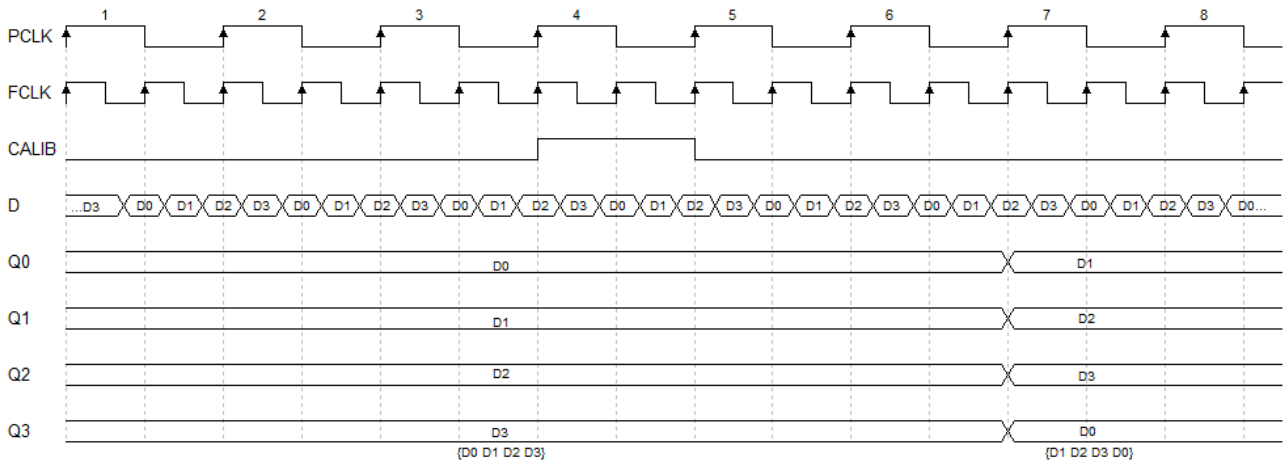 1 2 3 4 5 6 7 8
PCLK
FCLK
CALIB
D ...D3 D0 D1 D2 D3 D0 D1 D2 D3 D0 D1 D2 D3 D0 D1 D2 D3 D0 D1 D2 D3 D0 D1 D2 D3 D0 D1 D2 D3 D0...
Q0 D0 D1
Q1 D1 D2
Q2 D2 D3
Q3 D3 D0
{D0 D1 D2 D3} {D1 D2 D3 D0}